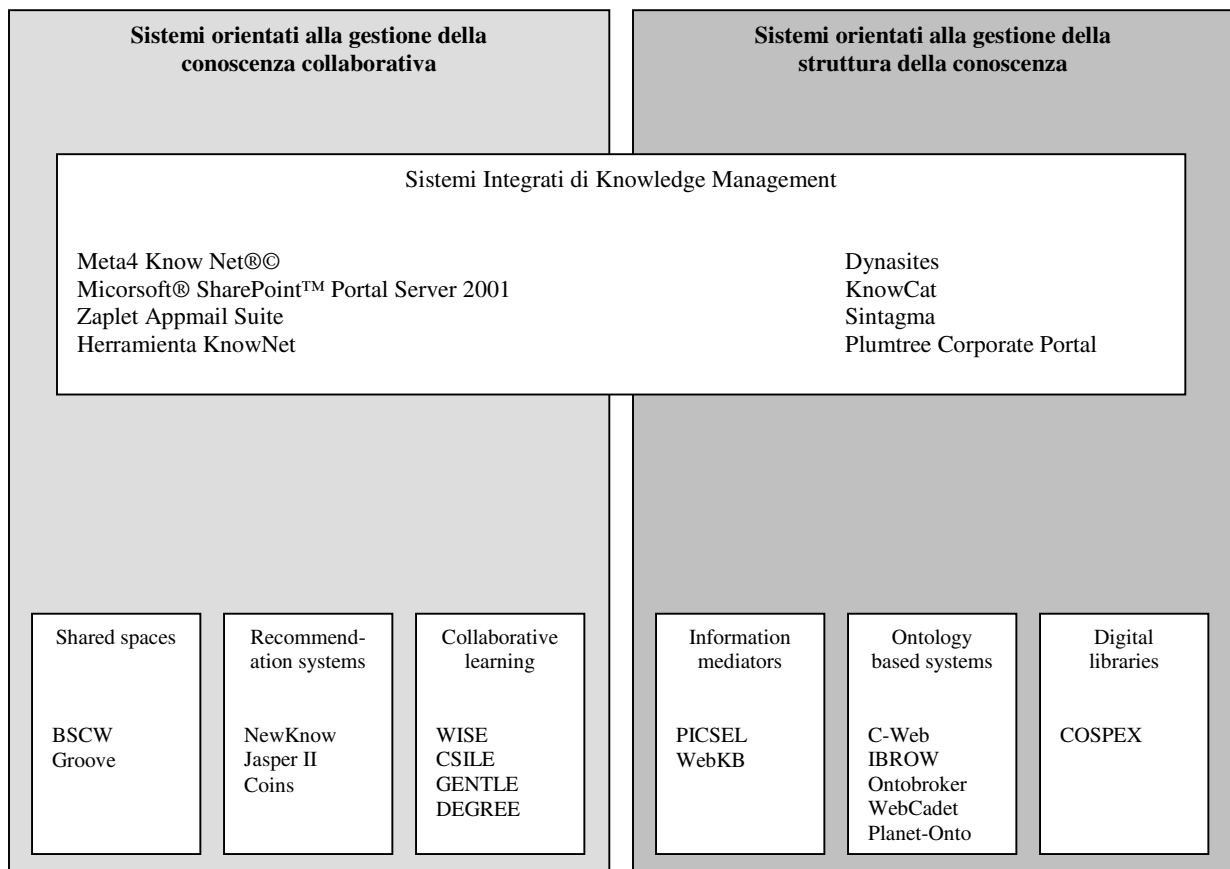 Sistemi orientati alla gestione della
conoscenza collaborativa
Sistemi orientati alla gestione della
struttura della conoscenza
Sistemi Integrati di Knowledge Management
Meta4 Know Net®©
Micorsoft® SharePoint™ Portal Server 2001
Zaplet Appmail Suite
Herramienta KnowNet
Dynasites
KnowCat
Sintagma
Plumtree Corporate Portal
Shared spaces
BSCW
Groove
Recommend-
ation systems
NewKnow
Jasper II
Coins
Collaborative
learning
WISE
CSILE
GENTLE
DEGREE
Information
mediators
PICSEL
WebKB
Ontology
based systems
C-Web
IBROW
Ontobroker
WebCadet
Planet-Onto
Digital
libraries
COSPEX